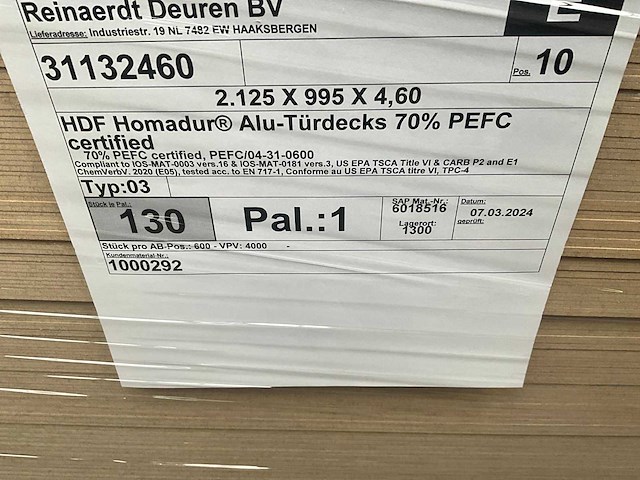 Reinaerdt Deuren BV
Lieferadresse: Industriestr. 19 NL 7482 EW HAAKSBERGEN
31132460
Pos. 10
2.125 X 995 X 4,60
HDF Homadur® Alu-Türdecks 70% PEFC
certified
70% PEFC certified, PEFC/04-31-0600
Compliant to IOS-MAT-0003 vers.16 & IOS-MAT-0181 vers.3, US EPA TSCA Title VI & CARB P2 and E1
ChemVerbV. 2020 (E05), tested acc. to EN 717-1, Conforme au US EPA TSCA titre VI, TPC-4
Typ:03
Stück je Pal.:
130
Pal.:1
SAP Mat.-Nr.:
6018516
Lagerort:
1300
Datum:
07.03.2024
geprüft:
Stück pro AB-Pos.: 600 - VPV: 4000 -
Kundenmaterial-Nr.:
1000292